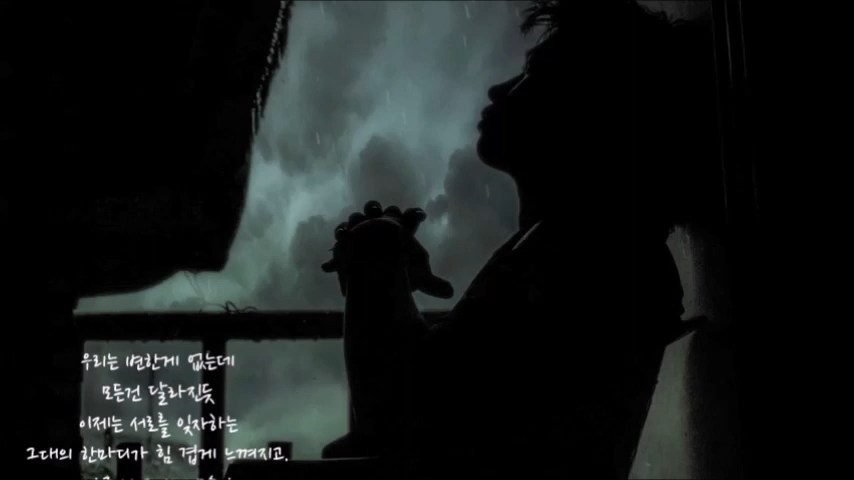 우리는 변한게 없는데
모든건 달라진듯
이제는 서로를 잊자하는
그대의 한마디가 힘 겹게 느껴지고.